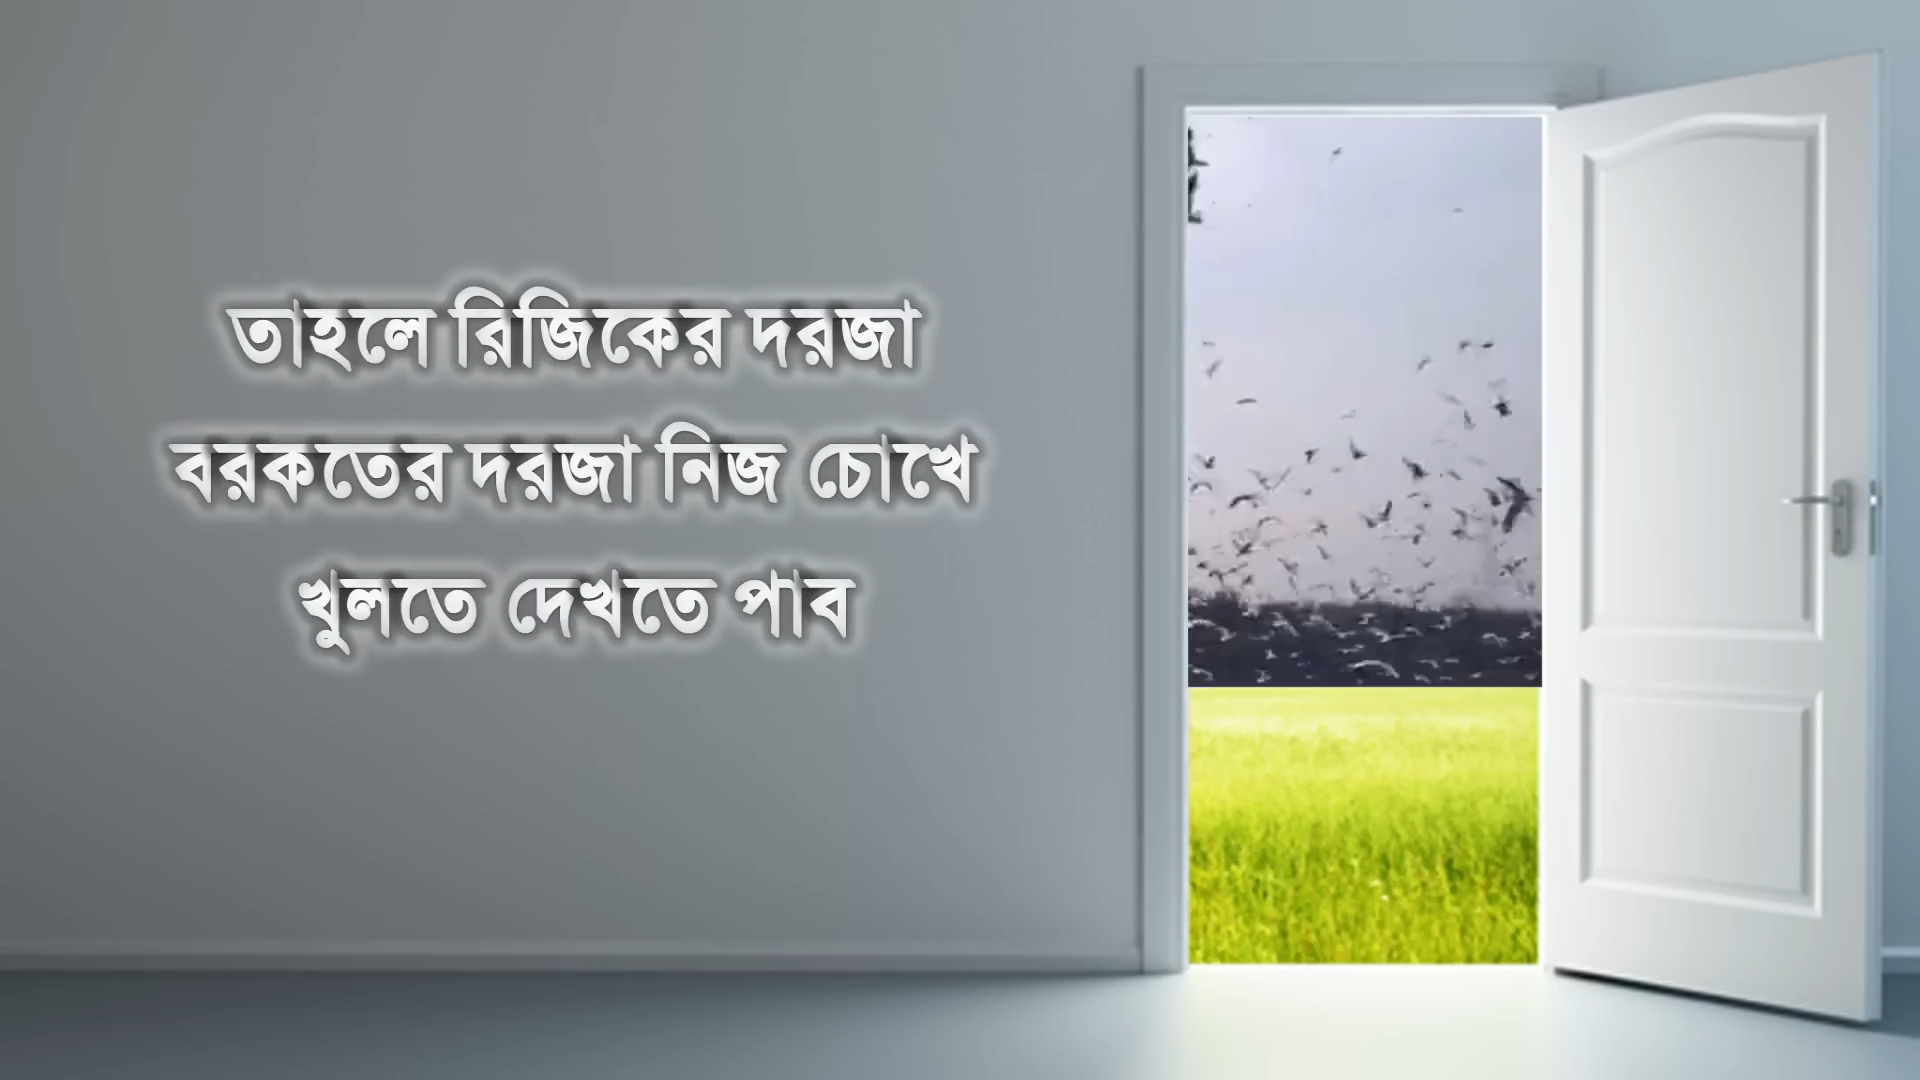 তাহলে রিজিকের দরজা
বরকতের দরজা নিজ চোখে
খুলতে দেখতে পাব